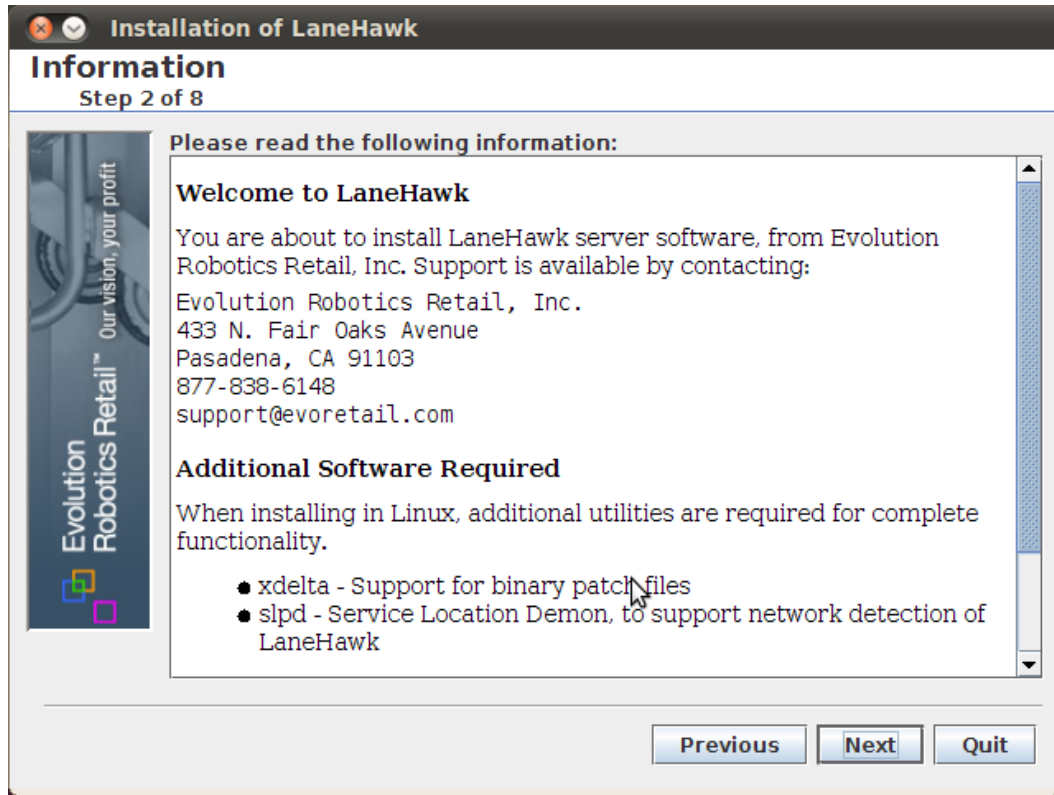 Installation of LaneHawk
Information
Step 2 of 8
Our vision, your profit
Evolution
Robotics Retail™
Please read the following information:
Welcome to LaneHawk
You are about to install LaneHawk server software, from Evolution
Robotics Retail, Inc. Support is available by contacting:
Evolution Robotics Retail, Inc.
433 N. Fair Oaks Avenue
Pasadena, CA 91103
877-838-6148
support@evoretail.com
Additional Software Required
When installing in Linux, additional utilities are required for complete
functionality.
● xdelta - Support for binary patch files
● slpd - Service Location Demon, to support network detection of
LaneHawk
Previous
Next
Quit